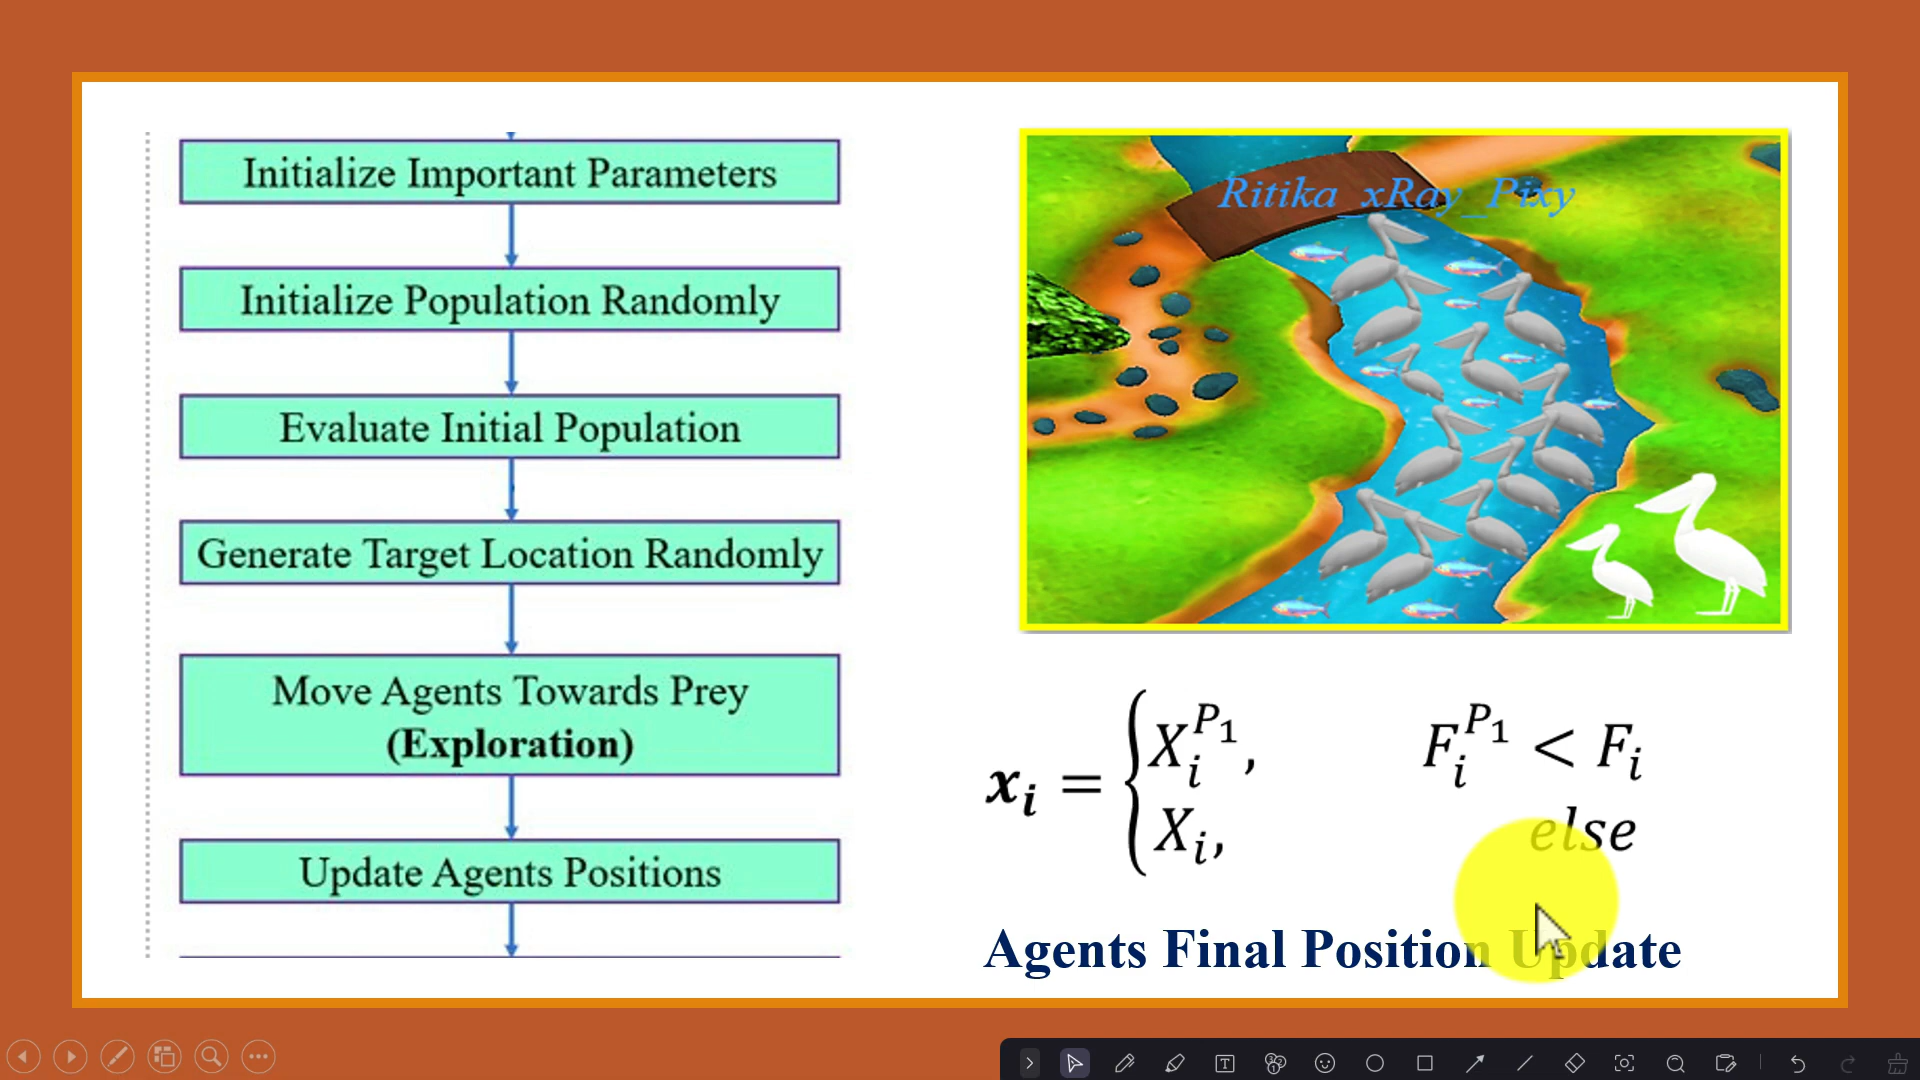 Initialize Important Parameters
Initialize Population Randomly
Evaluate Initial Population
Generate Target Location Randomly
Move Agents Towards Prey
(Exploration)
Update Agents Positions
Ritika_xRay_Pixy
x_i = { X_i^{P_1}, F_i^{P_1} < F_i
X_i, else
Agents Final Position Update